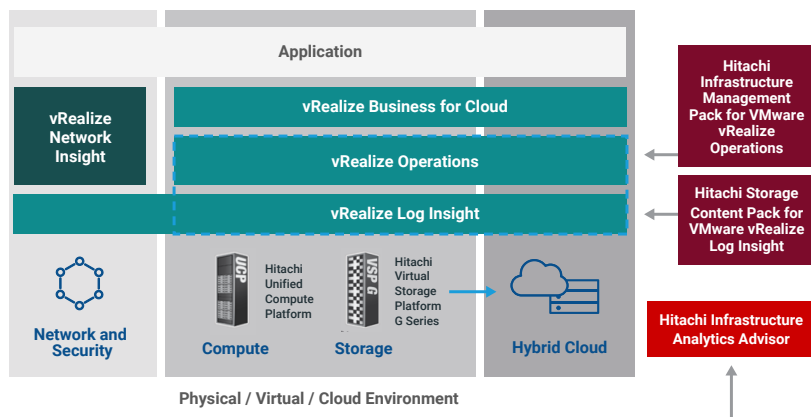 Application
vRealize
Network
Insight
vRealize Business for Cloud
vRealize Operations
vRealize Log Insight
Hitachi
Infrastructure
Management
Pack for VMware
vRealize
Operations
Hitachi Storage
Content Pack for
VMware vRealize
Log Insight
Network and
Security
UCP
Hitachi
Unified
Compute
Platform
Compute
VSP G
Hitachi
Virtual
Storage
Platform
G Series
Storage
Hybrid Cloud
Hitachi Infrastructure
Analytics Advisor
Physical / Virtual / Cloud Environment